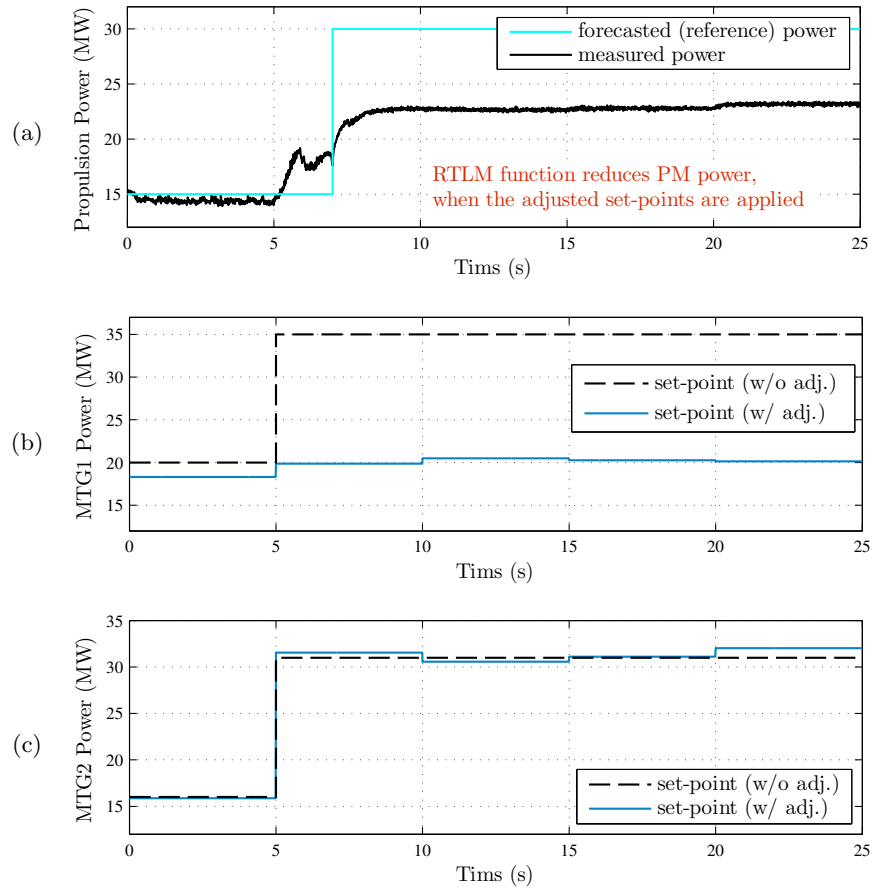 (a)
Propulsion Power (MW)
30
25
20
15
forecasted (reference) power
measured power
RTLM function reduces PM power,
when the adjusted set-points are applied
0 5 10 15 20 25
Tims (s)
(b)
MTG1 Power (MW)
35
30
25
20
15
set-point (w/o adj.)
set-point (w/ adj.)
0 5 10 15 20 25
Tims (s)
(c)
MTG2 Power (MW)
35
30
25
20
15
set-point (w/o adj.)
set-point (w/ adj.)
0 5 10 15 20 25
Tims (s)